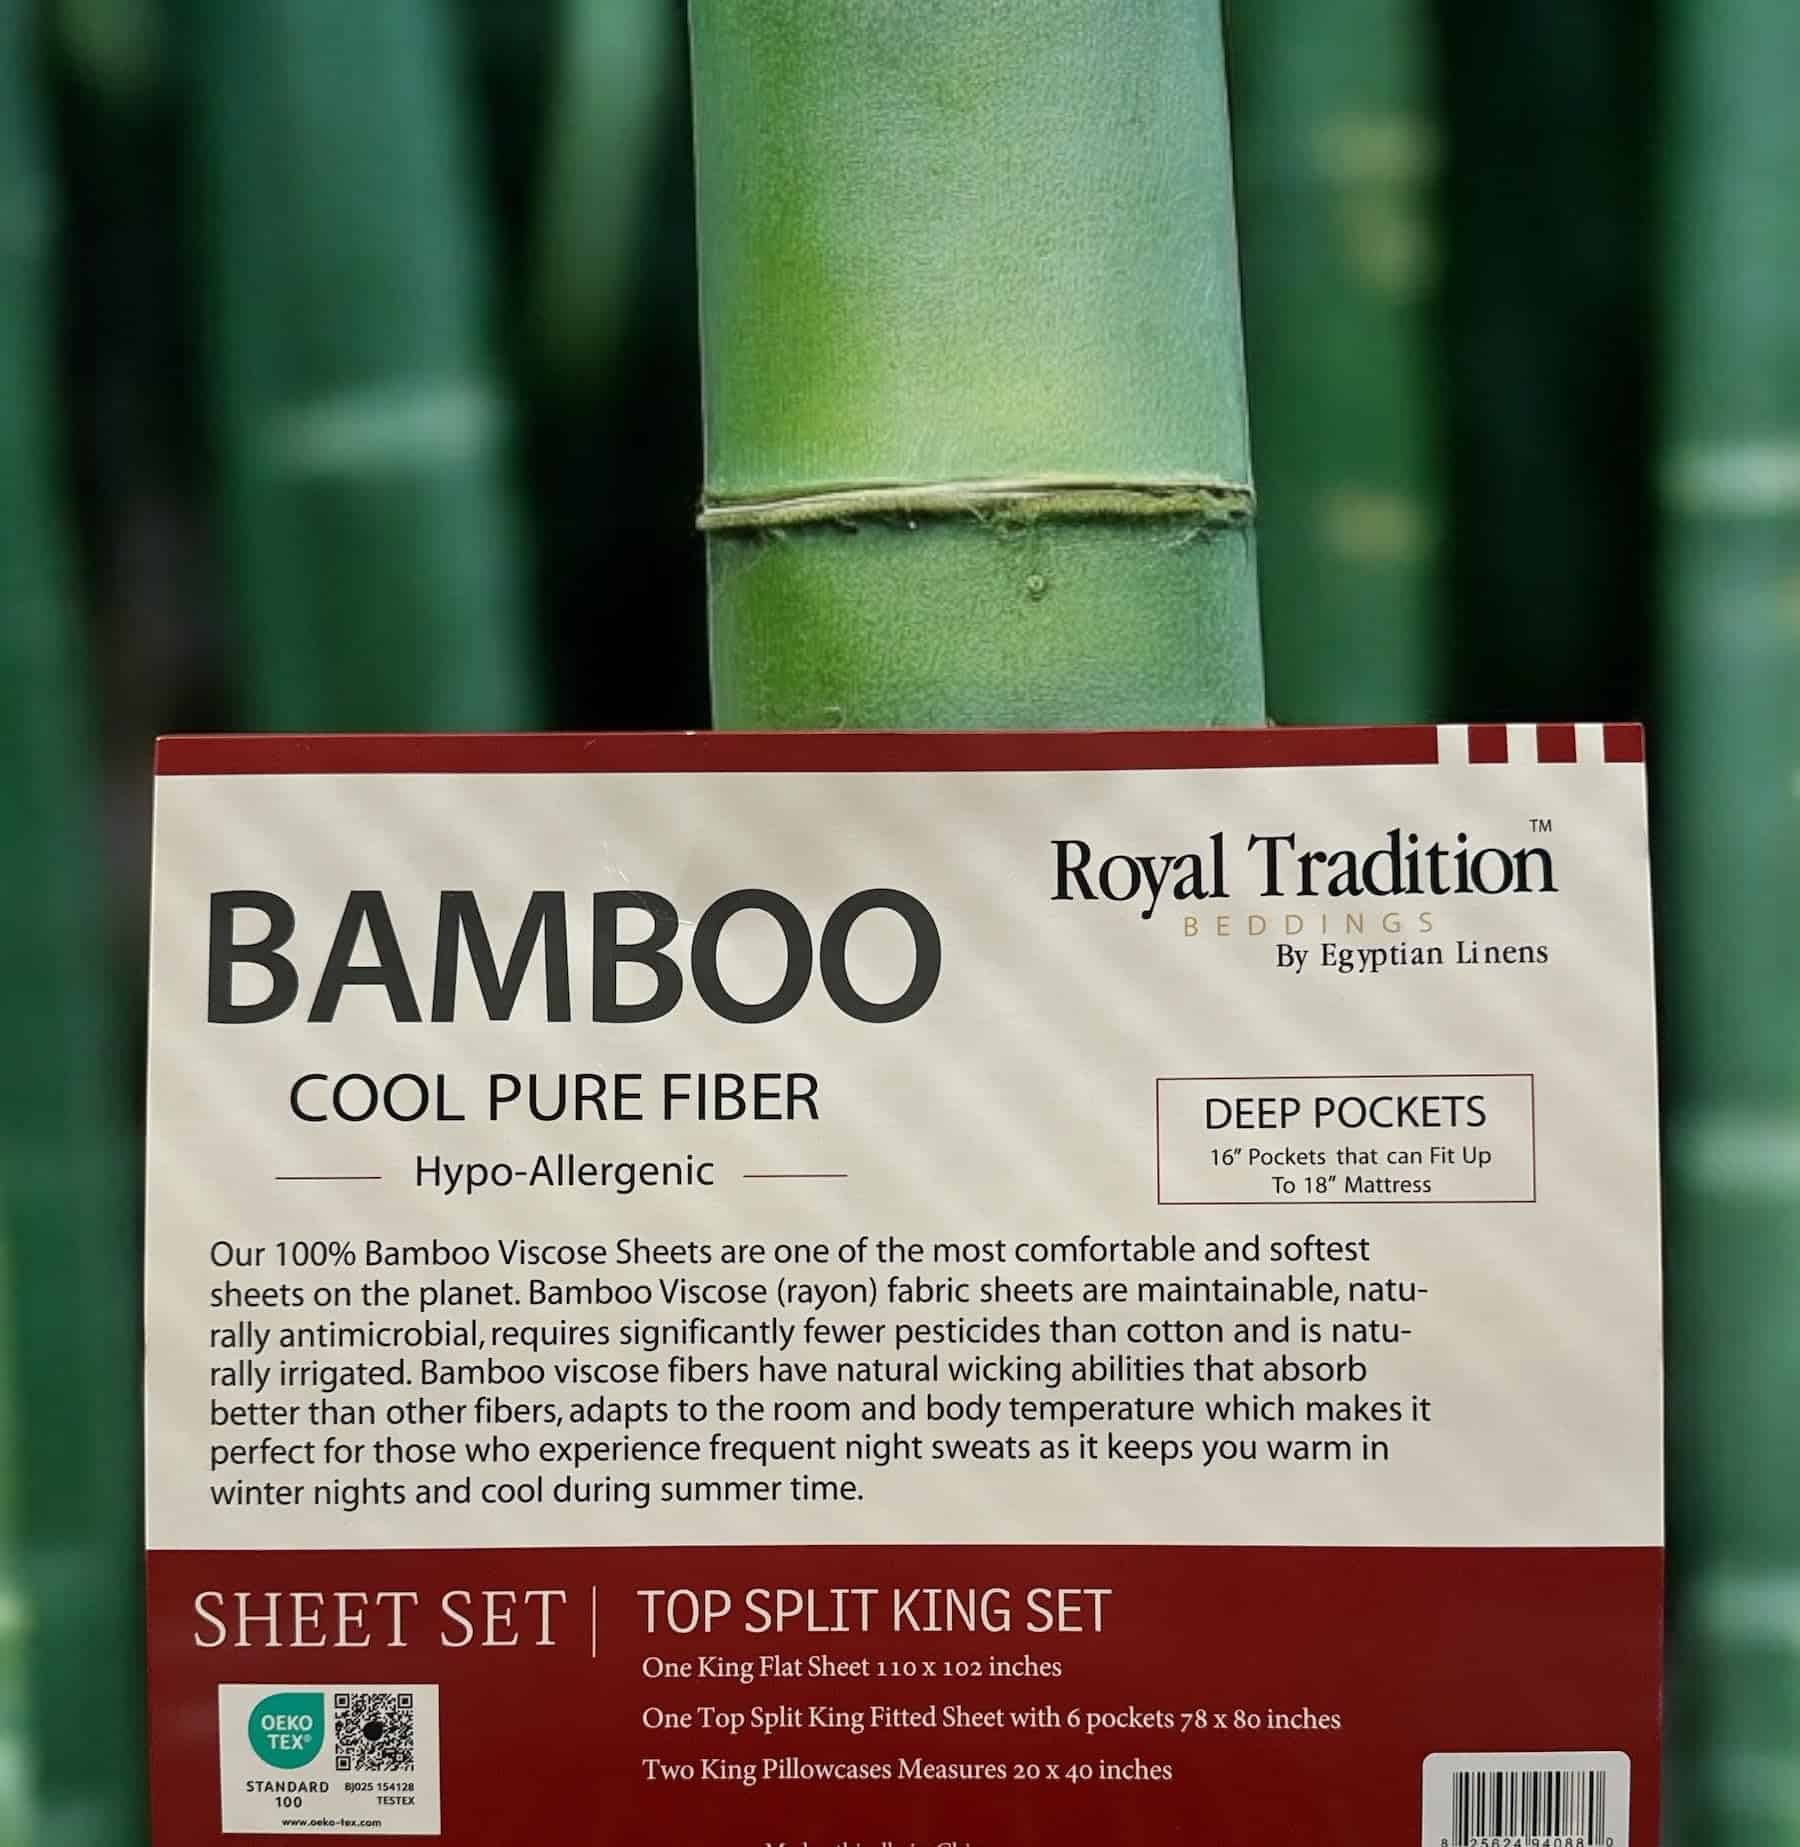 Royal Tradition™
BEDDINGS
By Egyptian Linens
BAMBOO
COOL PURE FIBER
Hypo-Allergenic
DEEP POCKETS
16” Pockets that can Fit Up
To 18” Mattress
Our 100% Bamboo Viscose Sheets are one of the most comfortable and softest
sheets on the planet. Bamboo Viscose (rayon) fabric sheets are maintainable, natu-
rally antimicrobial, requires significantly fewer pesticides than cotton and is natu-
rally irrigated. Bamboo viscose fibers have natural wicking abilities that absorb
better than other fibers, adapts to the room and body temperature which makes it
perfect for those who experience frequent night sweats as it keeps you warm in
winter nights and cool during summer time.
SHEET SET | TOP SPLIT KING SET
One King Flat Sheet 110 x 102 inches
One Top Split King Fitted Sheet with 6 pockets 78 x 80 inches
Two King Pillowcases Measures 20 x 40 inches
OEKO
TEX®
STANDARD
100
BJ025 154128
TESTEX
www.oeko-tex.com
8 25624 94088 0